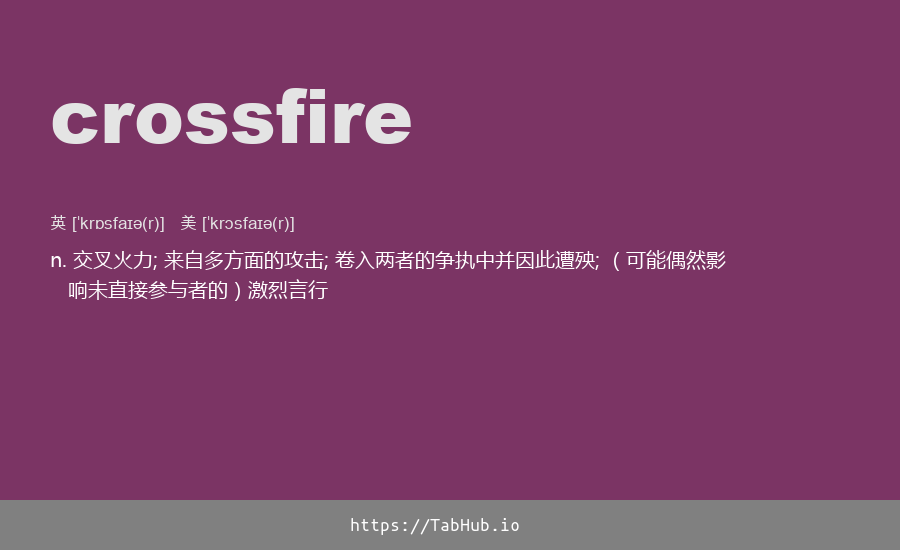 crossfire
英 [ˈkrɒsfaɪə(r)] 美 [ˈkrɔsfaɪə(r)]
n. 交叉火力; 来自多方面的攻击; 卷入两者的争执中并因此遭殃; （可能偶然影
响未直接参与者的）激烈言行
https://TabHub.io